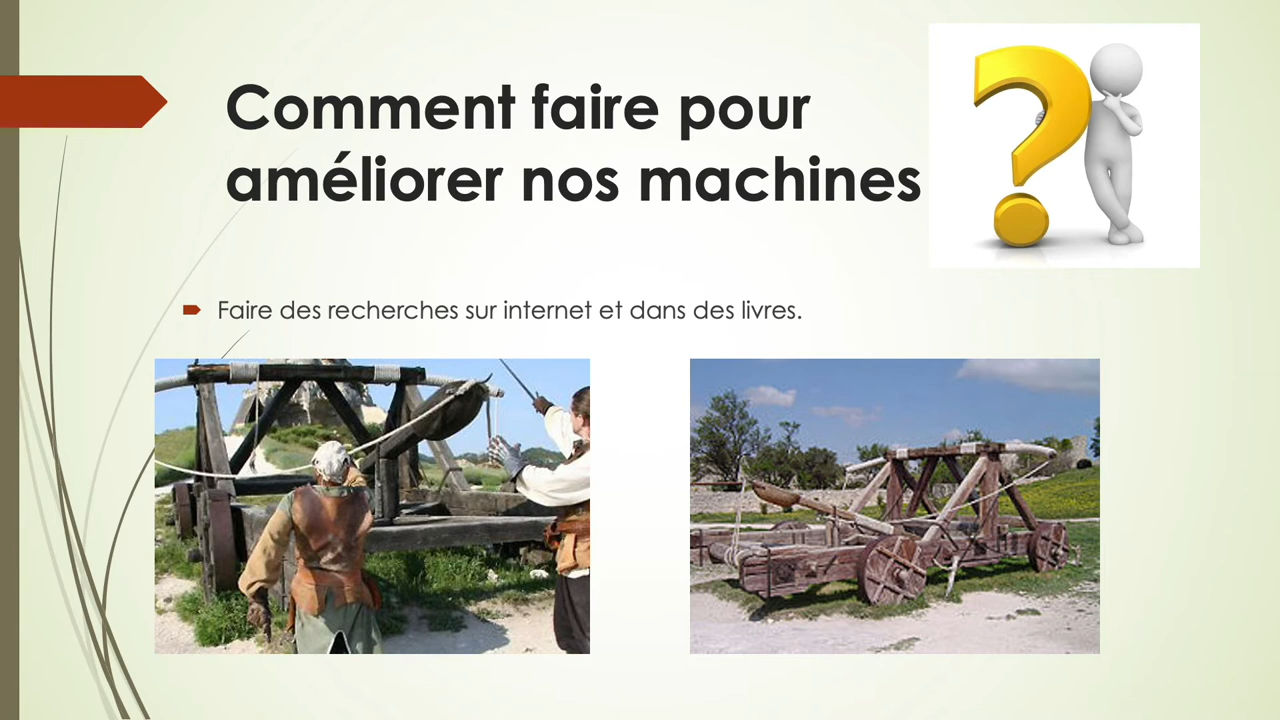 Comment faire pour
améliorer nos machines
Faire des recherches sur internet et dans des livres.